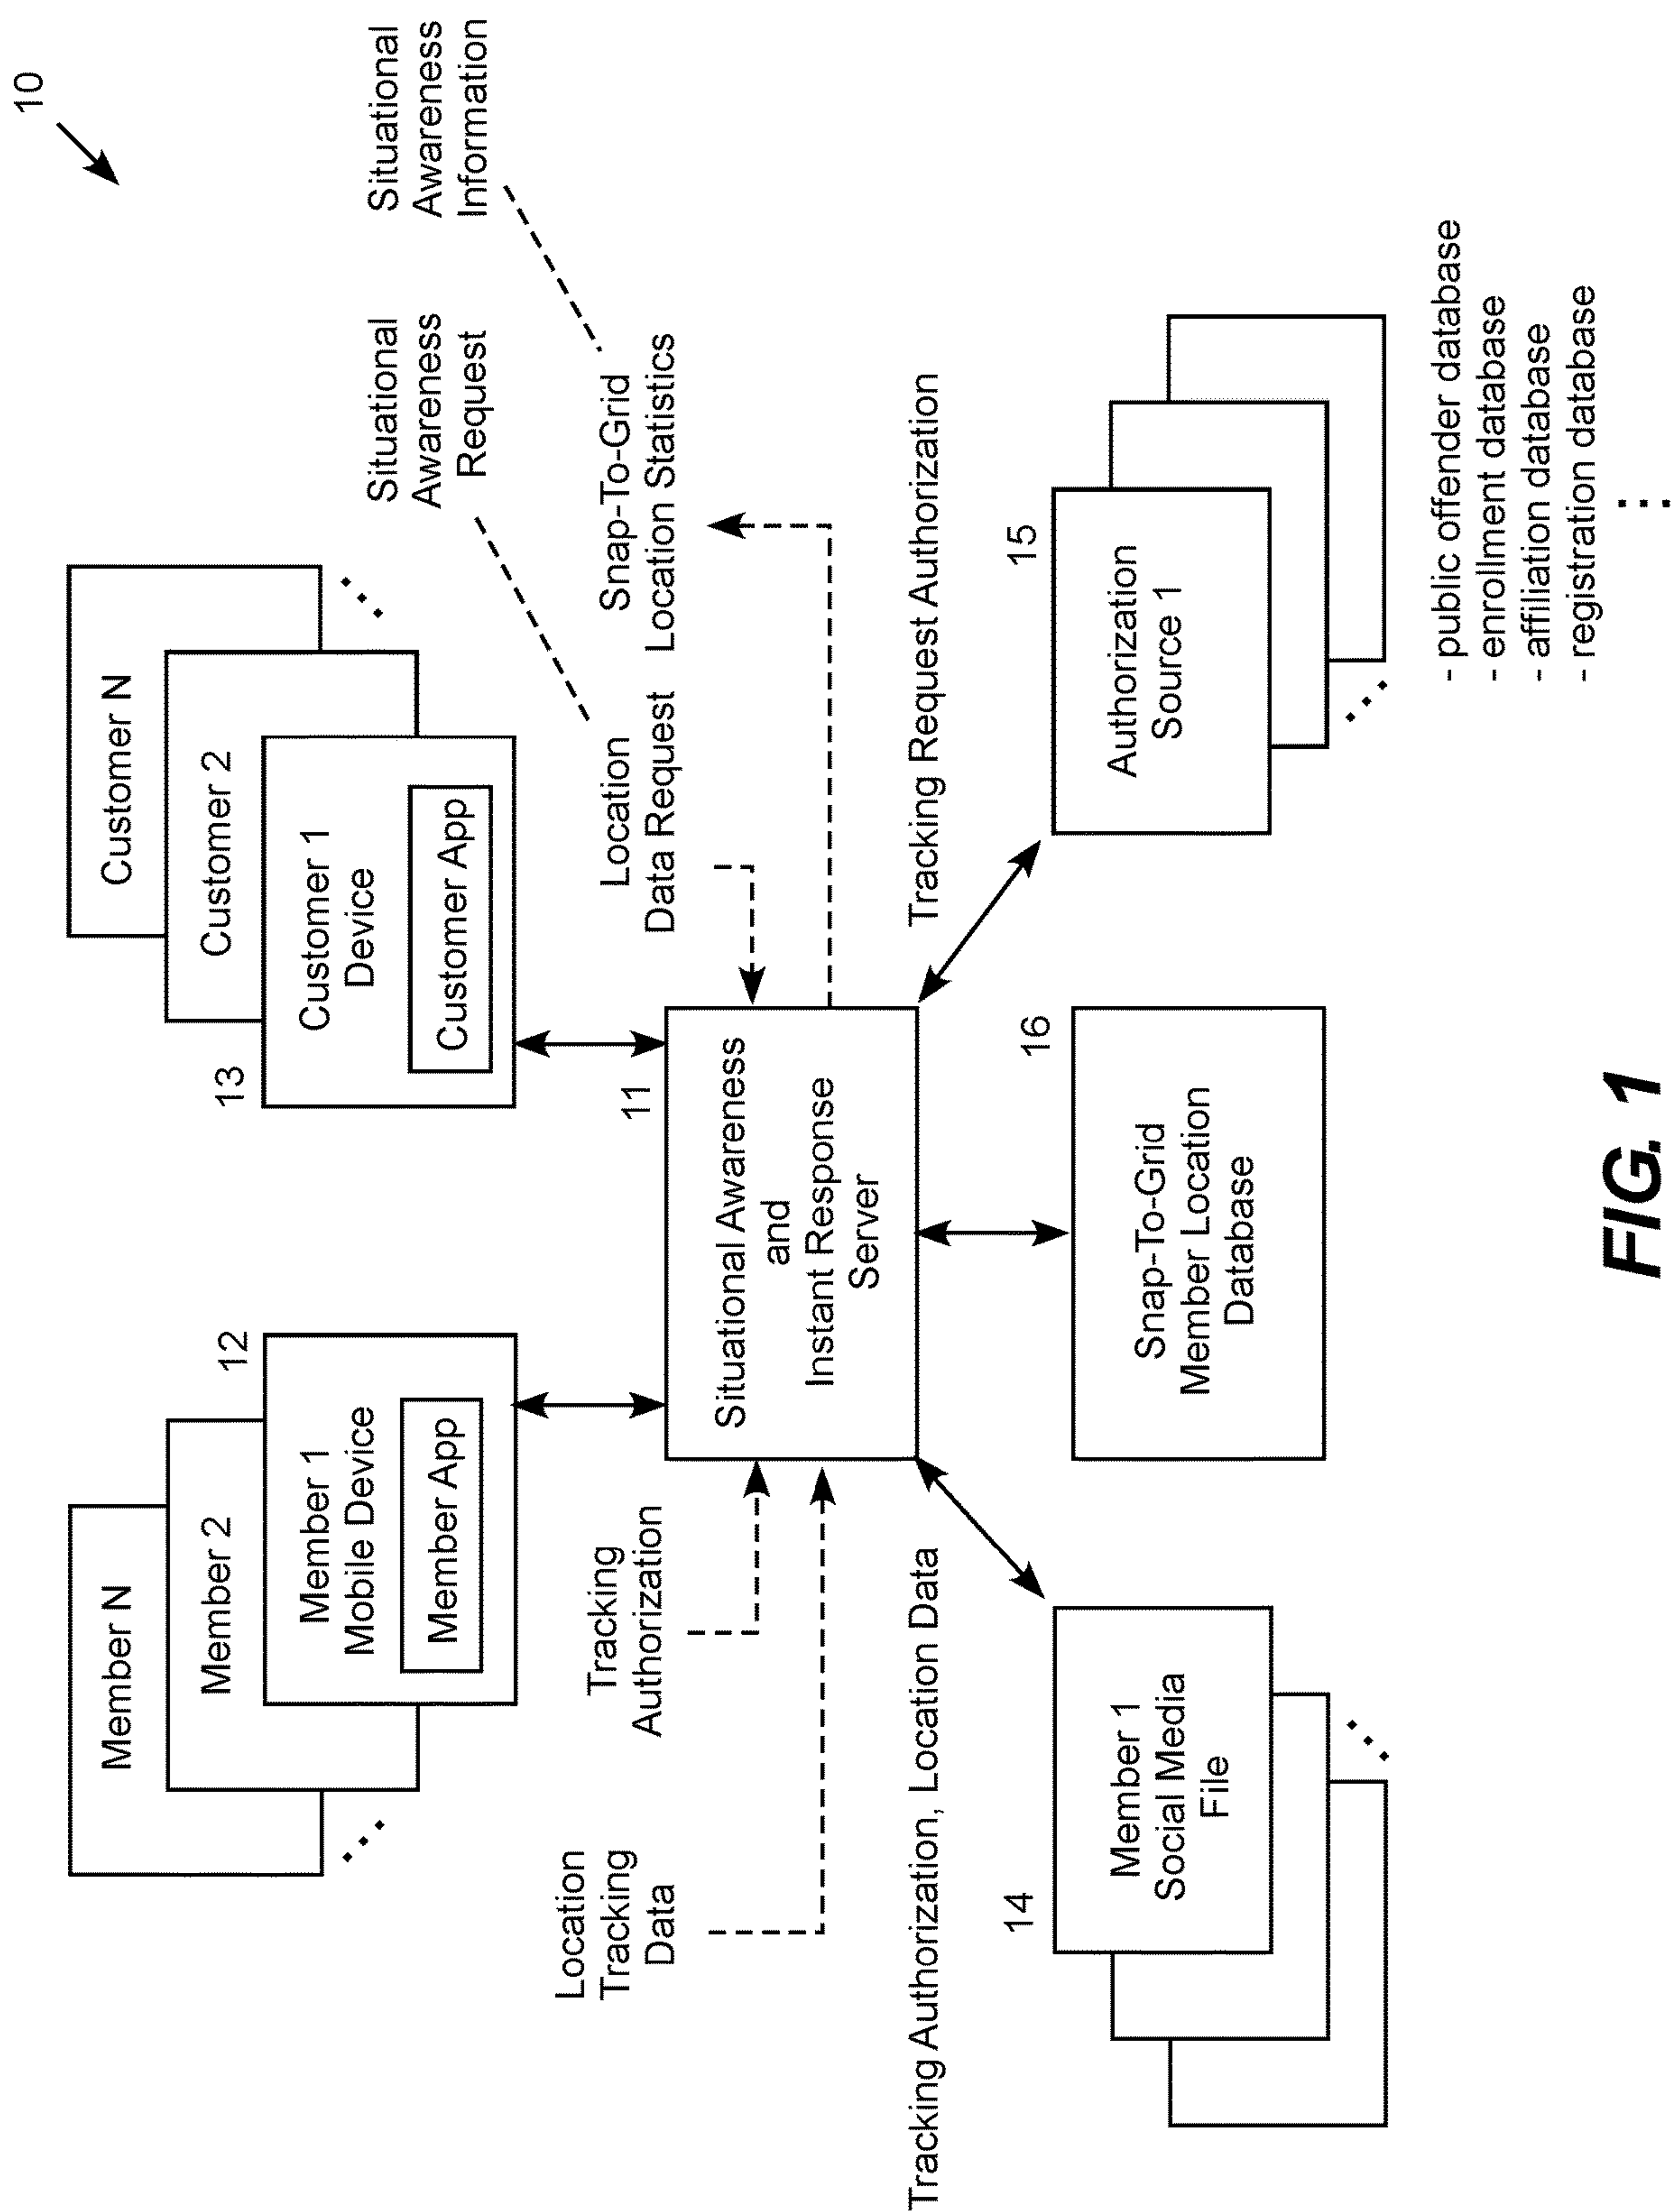 10
Member N
Member 2
12
Member 1
Mobile Device
Member App
Customer N
Customer 2
13
Customer 1
Device
Customer App
Situational
Awareness
Request
Situational
Awareness
Information
Location
Tracking
Data
Tracking
Authorization
11
Situational Awareness
and
Instant Response
Server
Location
Data Request
Snap-To-Grid
Location Statistics
Tracking Authorization, Location Data
Tracking Request Authorization
14
Member 1
Social Media
File
16
Snap-To-Grid
Member Location
Database
15
Authorization
Source 1
- public offender database
- enrollment database
- affiliation database
- registration database
FIG. 1